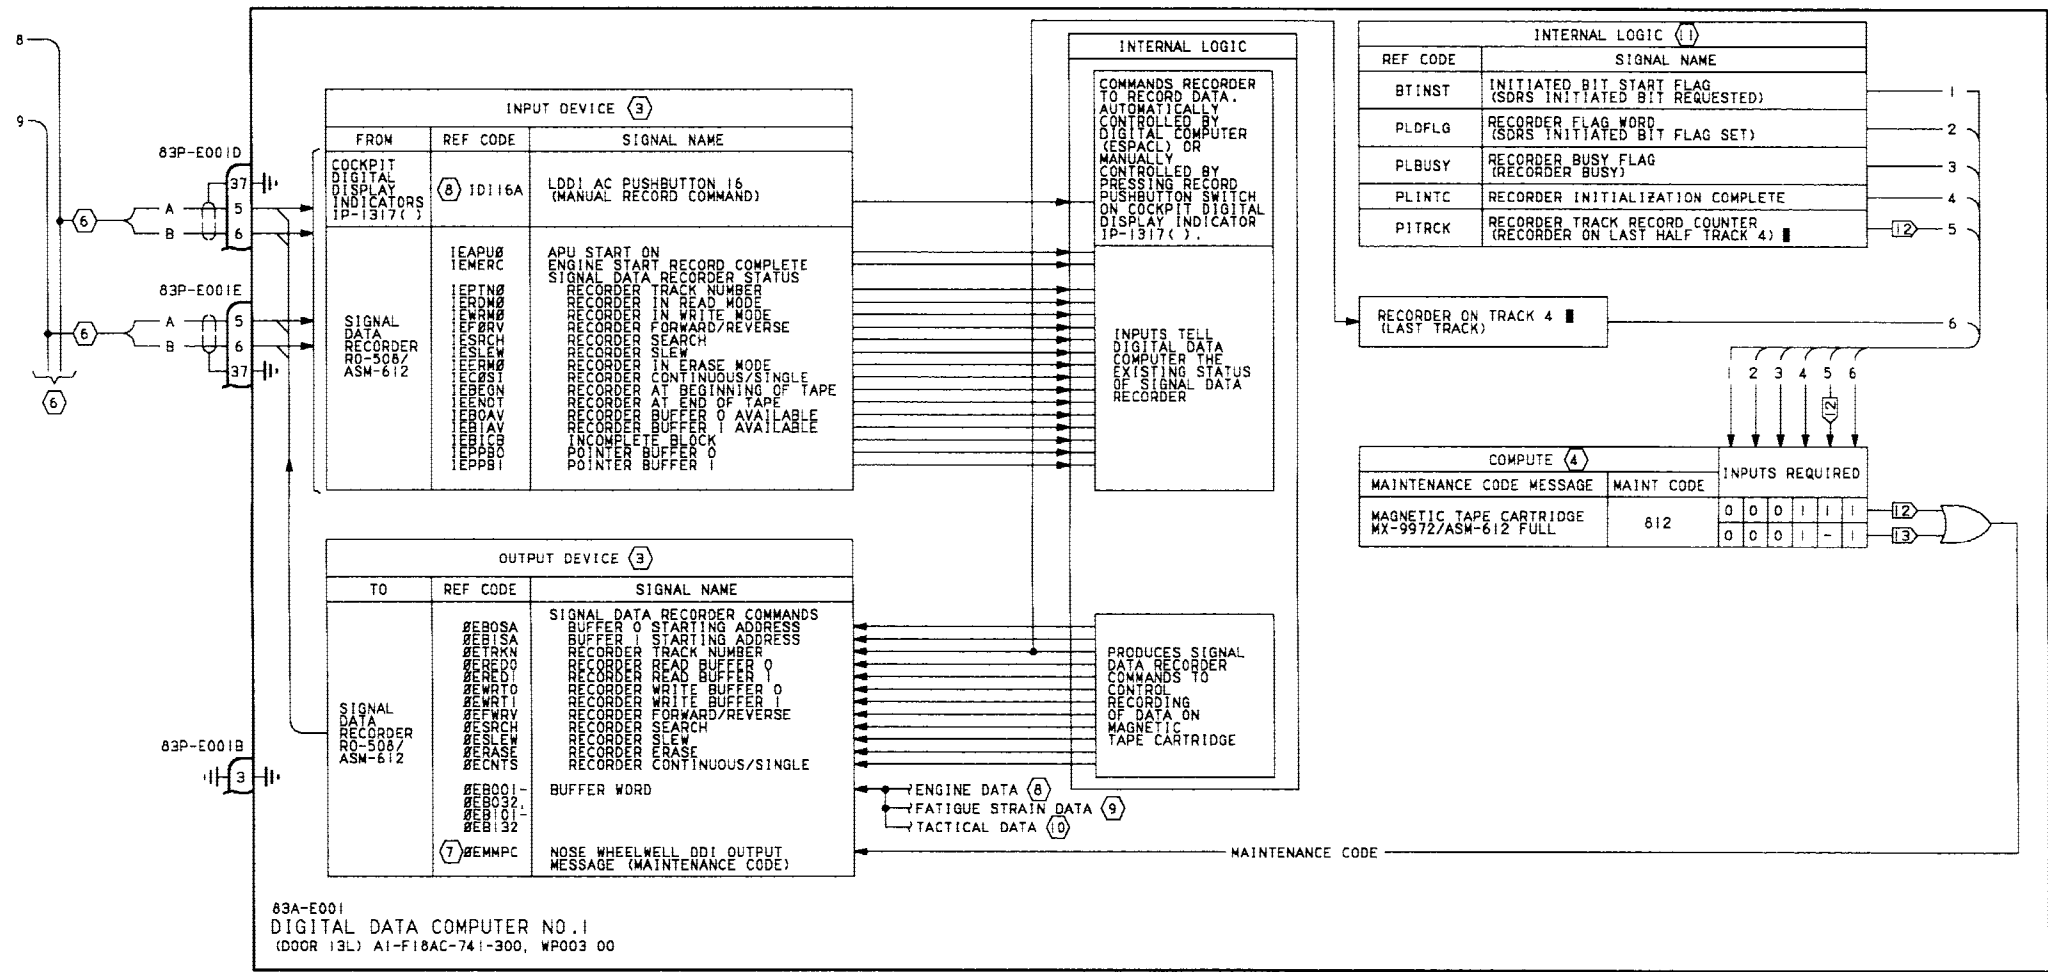 8
9
6
6
6
83P-E001D
37
A
5
B
6
83P-E001E
A
5
B
6
37
83P-E001B
3
INPUT DEVICE 3
FROM REF CODE SIGNAL NAME
COCKPIT
DIGITAL
DISPLAY
INDICATORS
IP-1317( )
8 IDI16A
LDDI AC PUSHBUTTON 16
(MANUAL RECORD COMMAND)
SIGNAL
DATA
RECORDER
RO-508/
ASM-612
IEAPUØ APU START ON
IEMERC ENGINE START RECORD COMPLETE
SIGNAL DATA RECORDER STATUS
IEPTNØ RECORDER TRACK NUMBER
IERDMØ RECORDER IN READ MODE
IEWRMØ RECORDER IN WRITE MODE
IEFØRV RECORDER FORWARD/REVERSE
IESRCH RECORDER SEARCH
IESLEW RECORDER SLEW
IEERMØ RECORDER IN ERASE MODE
IECØSI RECORDER CONTINUOUS/SINGLE
IEBEON RECORDER AT BEGINNING OF TAPE
IEENDT RECORDER AT END OF TAPE
IEBOAV RECORDER BUFFER 0 AVAILABLE
IEBIAV RECORDER BUFFER 1 AVAILABLE
IEBICB INCOMPLETE BLOCK
IEPPBO POINTER BUFFER 0
IEPPBI POINTER BUFFER 1
OUTPUT DEVICE 3
TO REF CODE SIGNAL NAME
SIGNAL
DATA
RECORDER
RO-508/
ASM-612
SIGNAL DATA RECORDER COMMANDS
ØEBOSA BUFFER 0 STARTING ADDRESS
ØEBISA BUFFER 1 STARTING ADDRESS
ØETRKN RECORDER TRACK NUMBER
ØEREDO RECORDER READ BUFFER 0
ØEREDI RECORDER READ BUFFER 1
ØEWRTO RECORDER WRITE BUFFER 0
ØEWRTI RECORDER WRITE BUFFER 1
ØEFWRV RECORDER FORWARD/REVERSE
ØESRCH RECORDER SEARCH
ØESLEW RECORDER SLEW
ØERASE RECORDER ERASE
ØECNTS RECORDER CONTINUOUS/SINGLE
ØEB001- BUFFER WORD
ØEB032,
ØEB101-
ØEB132
7 ØEMMPC NOSE WHEELWELL DDI OUTPUT
MESSAGE (MAINTENANCE CODE)
INTERNAL LOGIC
COMMANDS RECORDER
TO RECORD DATA.
AUTOMATICALLY
CONTROLLED BY
DIGITAL COMPUTER
(ESPACL) OR
MANUALLY
CONTROLLED BY
PRESSING RECORD
PUSHBUTTON SWITCH
ON COCKPIT DIGITAL
DISPLAY INDICATOR
IP-1317( ).
INPUTS TELL
DIGITAL DATA
COMPUTER THE
EXISTING STATUS
OF SIGNAL DATA
RECORDER
PRODUCES SIGNAL
DATA RECORDER
COMMANDS TO
CONTROL
RECORDING
OF DATA ON
MAGNETIC
TAPE CARTRIDGE
ENGINE DATA 8
FATIGUE STRAIN DATA 9
TACTICAL DATA 10
MAINTENANCE CODE
INTERNAL LOGIC 11
REF CODE SIGNAL NAME
BTINST INITIATED BIT START FLAG
(SDRS INITIATED BIT REQUESTED)
1
PLDFLG RECORDER FLAG WORD
(SDRS INITIATED BIT FLAG SET)
2
PLBUSY RECORDER BUSY FLAG
(RECORDER BUSY)
3
PLINTC RECORDER INITIALIZATION COMPLETE 4
PITRCK RECORDER TRACK RECORD COUNTER
(RECORDER ON LAST HALF TRACK 4)
12 5
RECORDER ON TRACK 4
(LAST TRACK)
6
1 2 3 4 5 6
12
COMPUTE 4
INPUTS REQUIRED
MAINTENANCE CODE MESSAGE MAINT CODE
MAGNETIC TAPE CARTRIDGE
MX-9972/ASM-612 FULL
812
0 0 0 1 1 1 12
0 0 0 1 - 1 13
83A-E001
DIGITAL DATA COMPUTER NO.1
(DOOR 13L) A1-F18AC-741-300, WP003 00